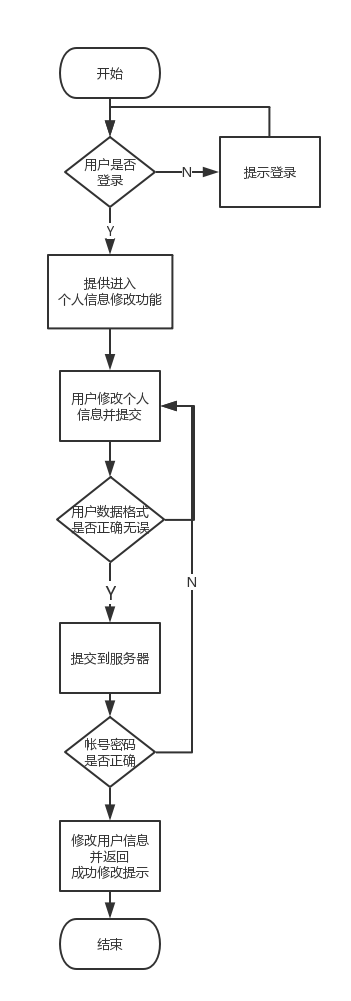 开始
用户是否
登录
N
提示登录
Y
提供进入
个人信息修改功能
用户修改个人
信息并提交
用户数据格式
是否正确无误
N
Y
提交到服务器
帐号密码
是否正确
修改用户信息
并返回
成功修改提示
结束